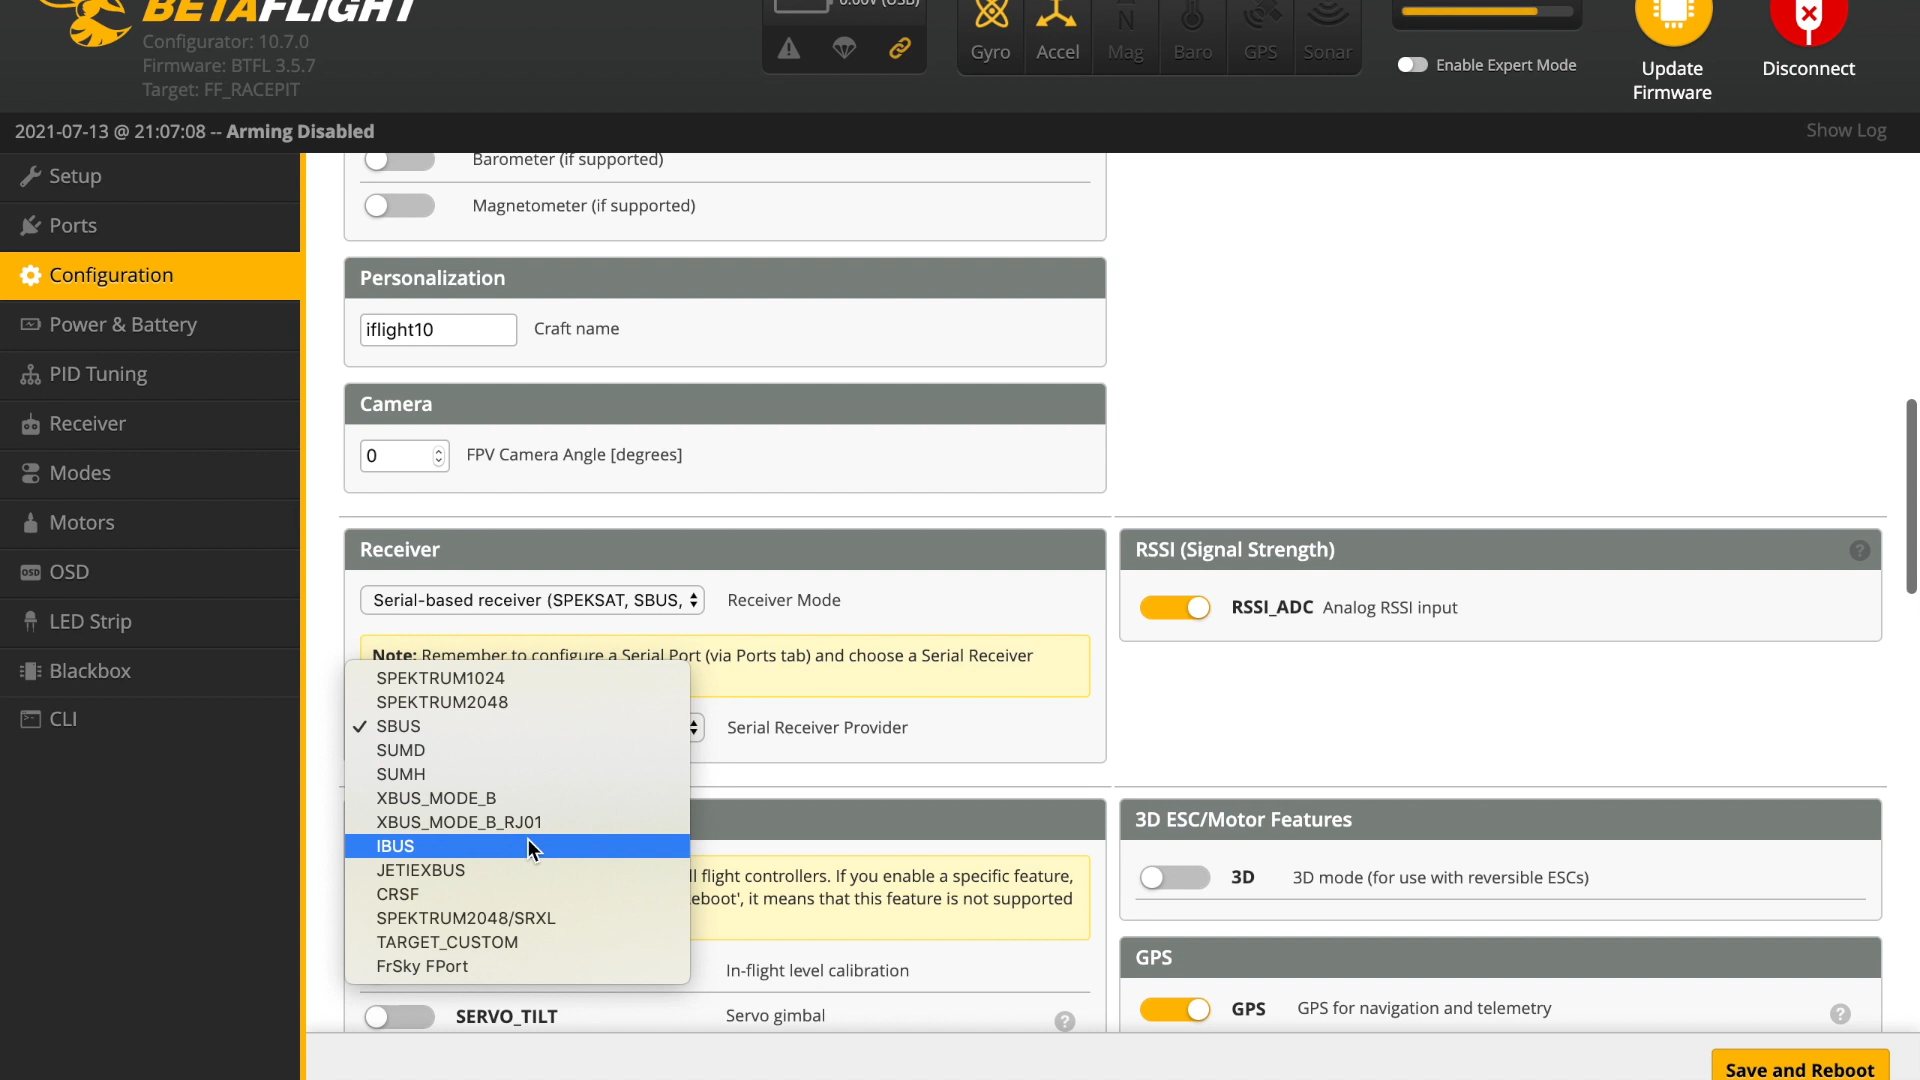 BETAFLIGHT
0.00V (USB)
Configurator: 10.7.0
Firmware: BTFL 3.5.7
Target: FF_RACEPIT
Gyro
Accel
Mag
Baro
GPS
Sonar
Enable Expert Mode
Update
Firmware
Disconnect
2021-07-13 @ 21:07:08 -- Arming Disabled
Show Log
Setup
Ports
Configuration
Power & Battery
PID Tuning
Receiver
Modes
Motors
OSD OSD
LED Strip
Blackbox
CLI
Barometer (if supported)
Magnetometer (if supported)
Personalization
iflight10 Craft name
Camera
0 FPV Camera Angle [degrees]
Receiver
Serial-based receiver (SPEKSAT, SBUS, Receiver Mode
Note: Remember to configure a Serial Port (via Ports tab) and choose a Serial Receiver
SPEKTRUM1024
SPEKTRUM2048
✓ SBUS
SUMD
SUMH
XBUS_MODE_B
XBUS_MODE_B_RJ01
IBUS
JETIEXBUS
CRSF
SPEKTRUM2048/SRXL
TARGET_CUSTOM
FrSky FPort
Serial Receiver Provider
ll flight controllers. If you enable a specific feature,
eboot', it means that this feature is not supported
In-flight level calibration
SERVO_TILT Servo gimbal ?
RSSI (Signal Strength) ?
RSSI_ADC Analog RSSI input
3D ESC/Motor Features
3D 3D mode (for use with reversible ESCs)
GPS
GPS GPS for navigation and telemetry ?
Save and Reboot